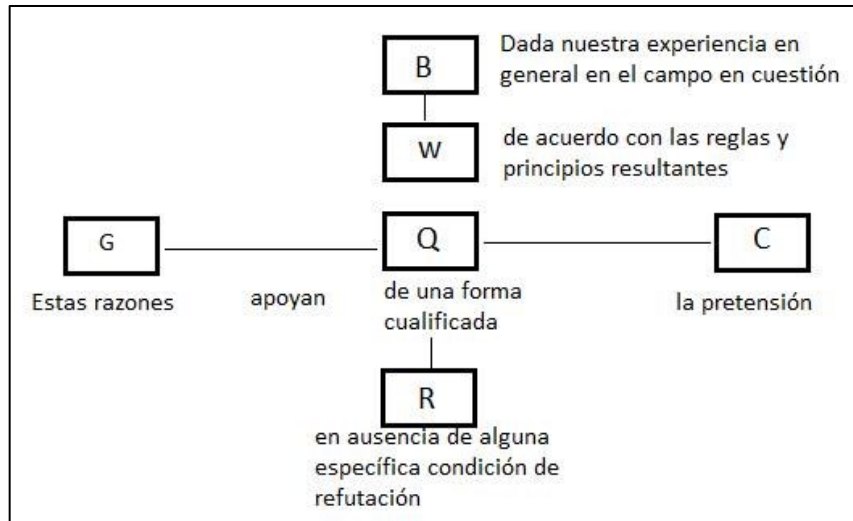 B
Dada nuestra experiencia en
general en el campo en cuestión
W
de acuerdo con las reglas y
principios resultantes
G
Q
C
Estas razones
apoyan
de una forma
cualificada
la pretensión
R
en ausencia de alguna
específica condición de
refutación